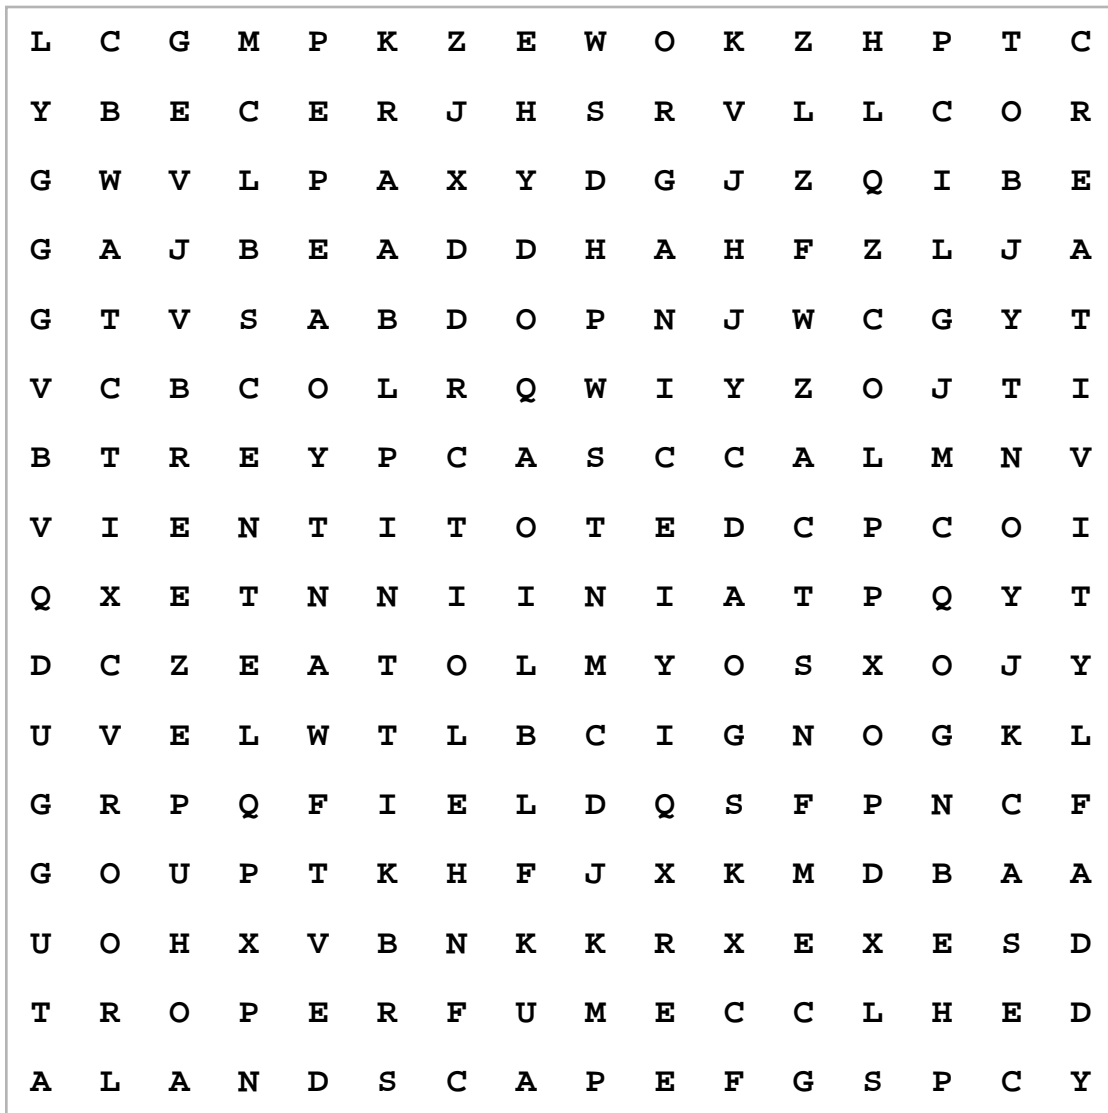 L C G M P K Z E W O K Z H P T C
Y B E C E R J H S R V L L C O R
G W V L P A X Y D G J Z Q I B E
G A J B E A D D H A H F Z L J A
G T V S A B D O P N J W C G Y T
V C B C O L R Q W I Y Z O J T I
B T R E Y P C A S C C A L M N V
V I E N T I T O T E D C P C O I
Q X E T N N I I N I A T P Q Y T
D C Z E A T O L M Y O S X O J Y
U V E L W T L B C I G N O G K L
G R P Q F I E L D Q S F P N C F
G O U P T K H F J X K M D B A A
U O H X V B N K K R X E X E S D
T R O P E R F U M E C C L H E D
A L A N D S C A P E F G S P C Y